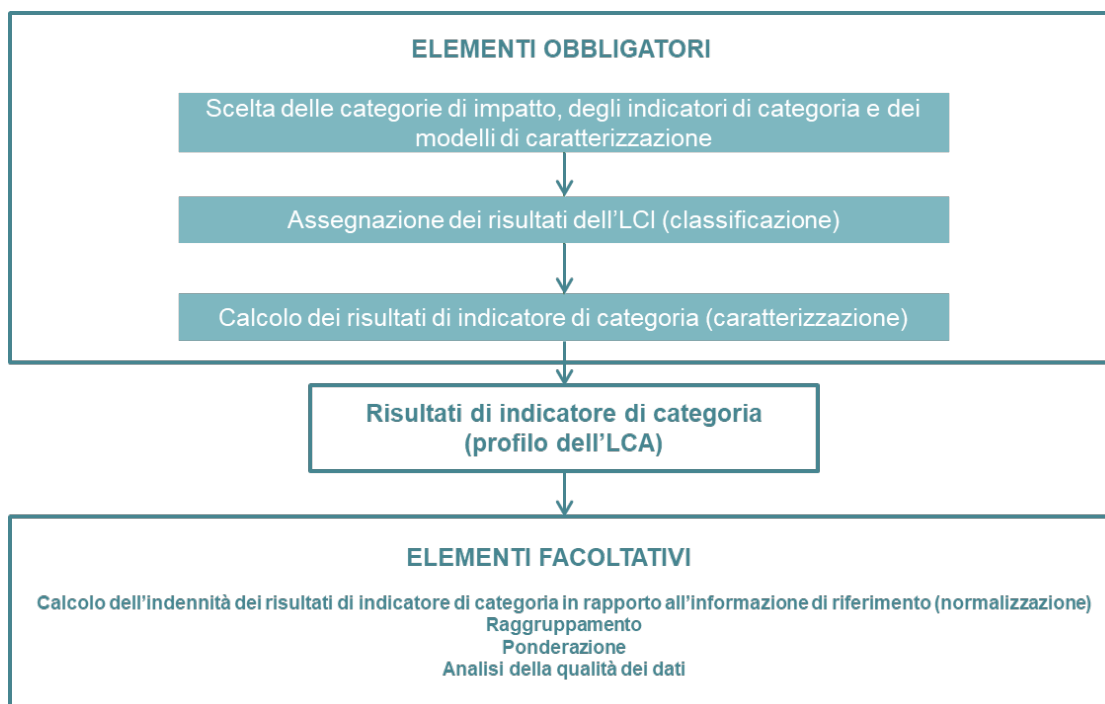 ELEMENTI OBBLIGATORI
Scelta delle categorie di impatto, degli indicatori di categoria e dei
modelli di caratterizzazione
Assegnazione dei risultati dell'LCI (classificazione)
Calcolo dei risultati di indicatore di categoria (caratterizzazione)
Risultati di indicatore di categoria
(profilo dell'LCA)
ELEMENTI FACOLTATIVI
Calcolo dell'indennità dei risultati di indicatore di categoria in rapporto all'informazione di riferimento (normalizzazione)
Raggruppamento
Ponderazione
Analisi della qualità dei dati